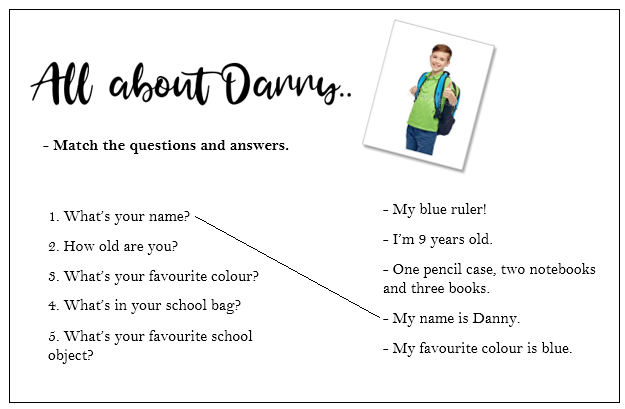 All about Danny..
- Match the questions and answers.
1. What's your name?
2. How old are you?
3. What's your favourite colour?
4. What's in your school bag?
5. What's your favourite school
object?
- My blue ruler!
- I'm 9 years old.
- One pencil case, two notebooks
and three books.
- My name is Danny.
- My favourite colour is blue.